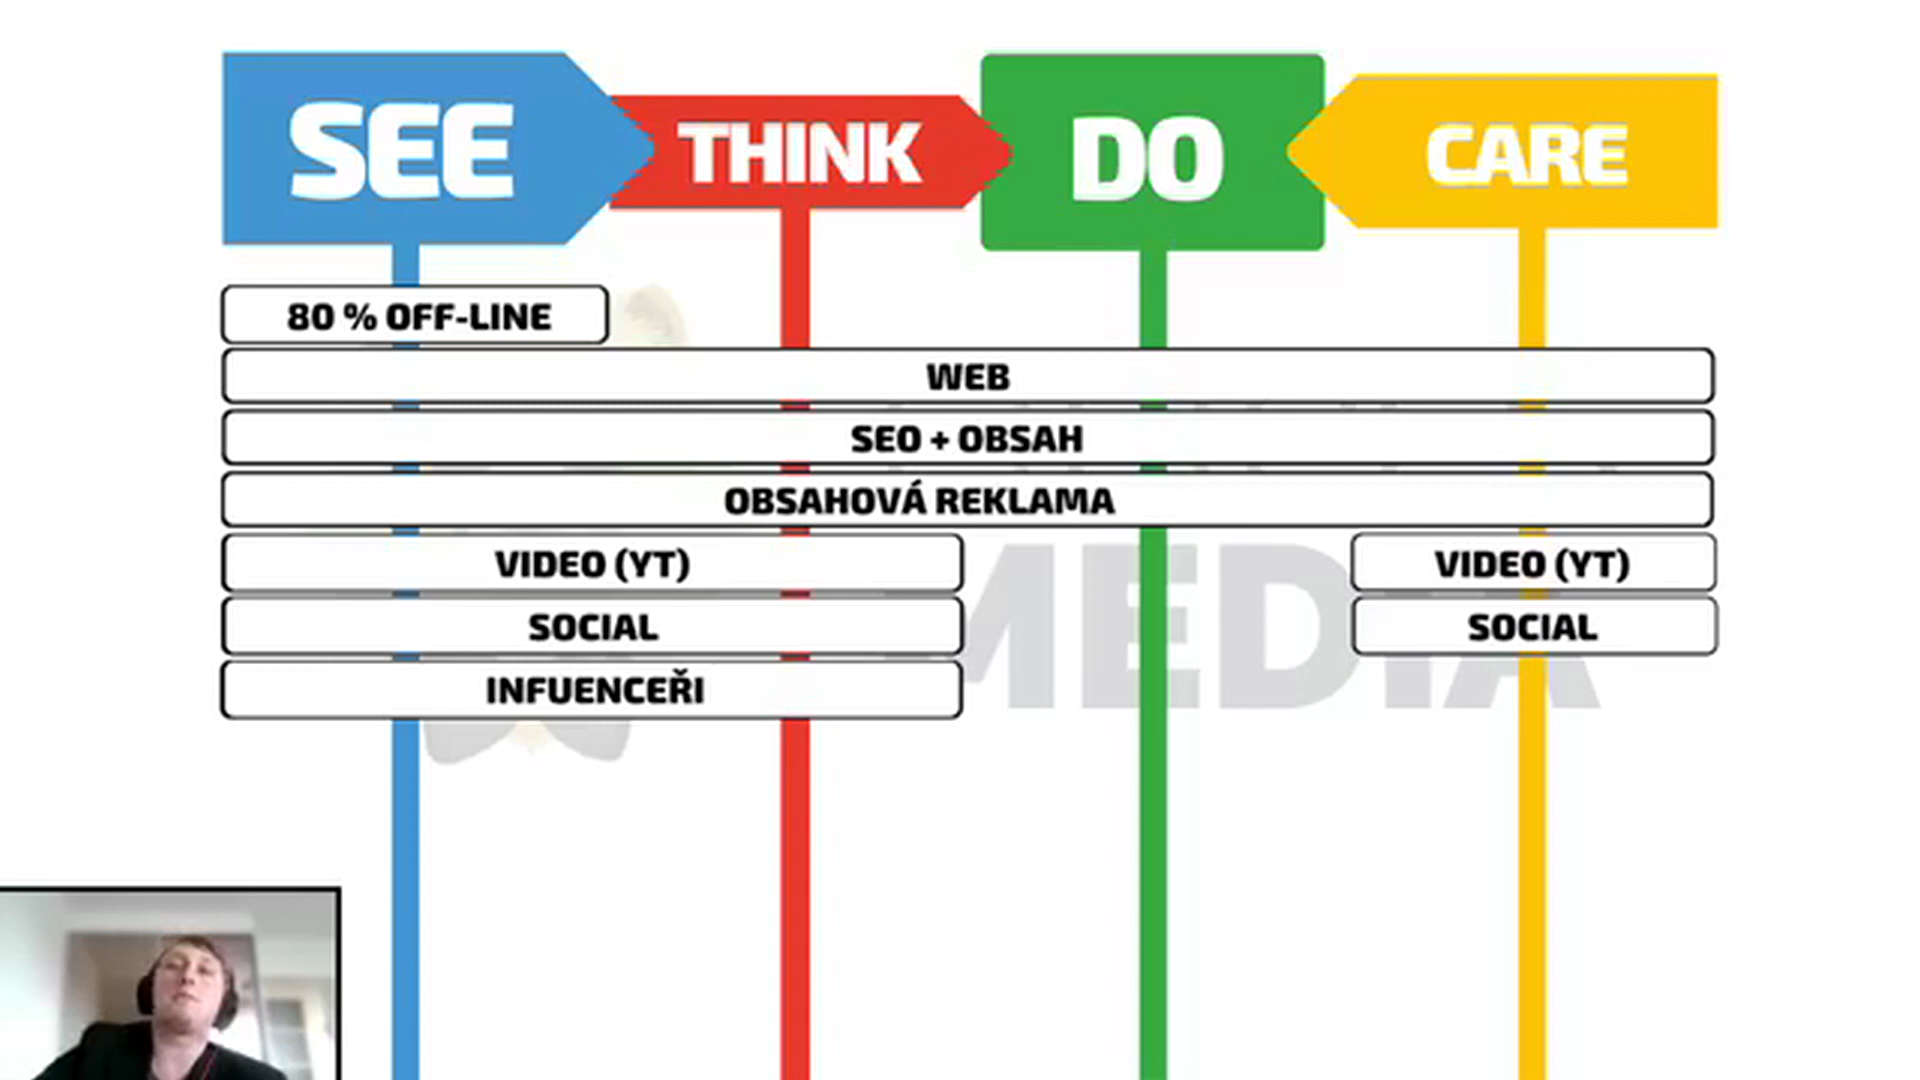 SEE
THINK
DO
CARE
80 % OFF-LINE
WEB
SEO + OBSAH
OBSAHOVÁ REKLAMA
VIDEO (YT)
VIDEO (YT)
SOCIAL
SOCIAL
INFUENCEŘI
MEDIA